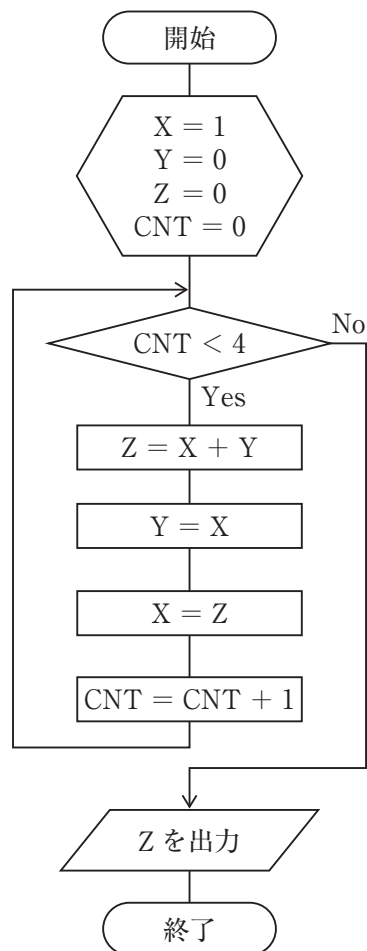 開始
X = 1
Y = 0
Z = 0
CNT = 0
CNT < 4
No
Yes
Z = X + Y
Y = X
X = Z
CNT = CNT + 1
Z を出力
終了